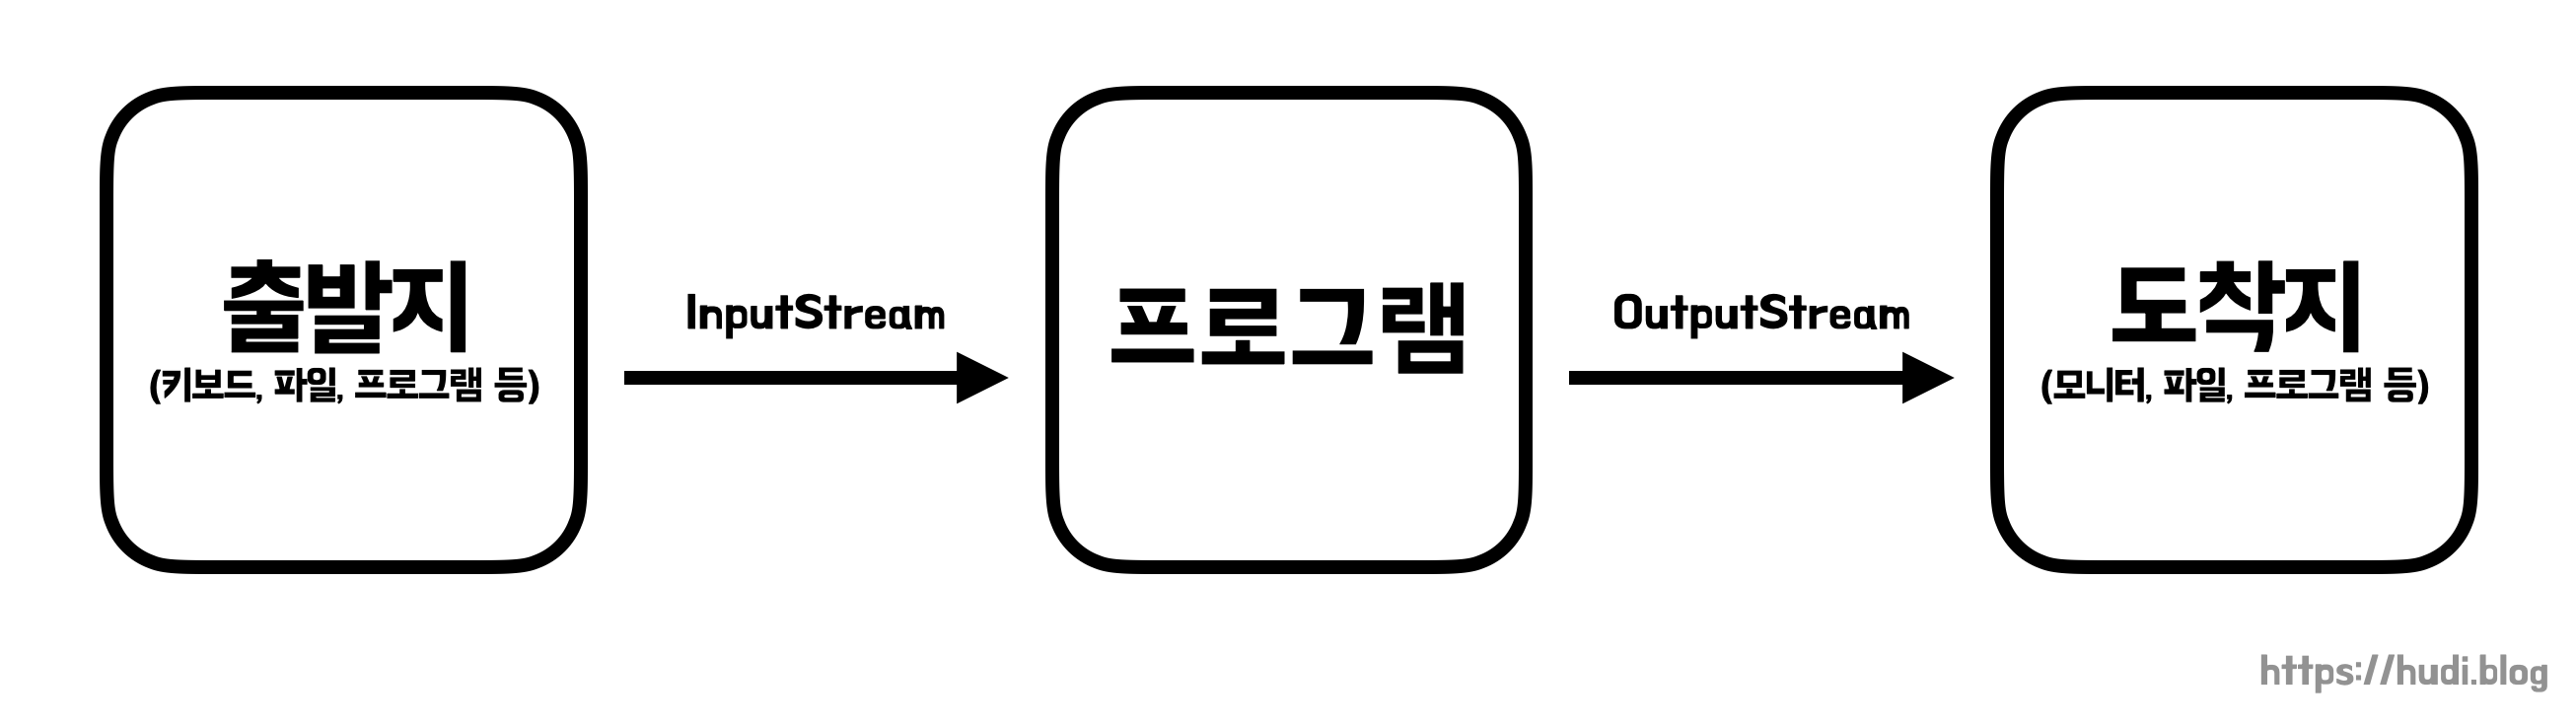 출발지
(키보드, 파일, 프로그램 등)
InputStream
프로그램
OutputStream
도착지
(모니터, 파일, 프로그램 등)
https://hudi.blog